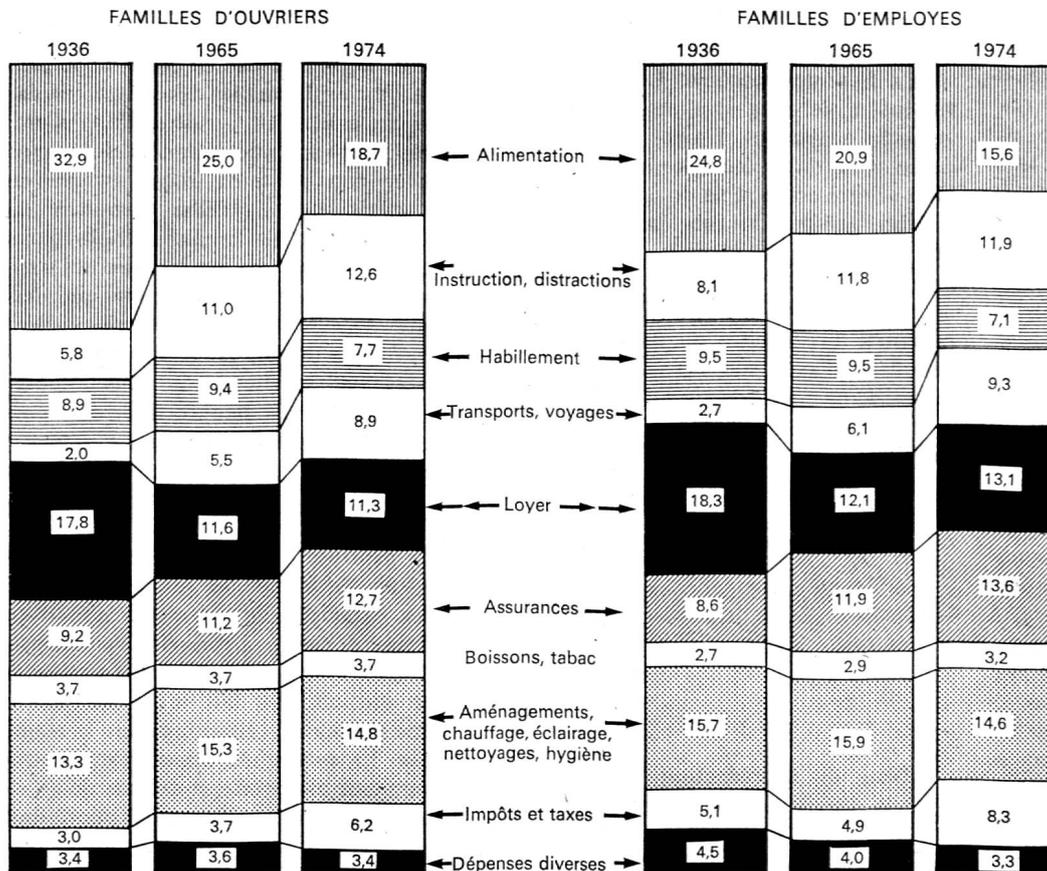 FAMILLES D'OUVRIERS
1936 1965 1974
32,9 25,0 18,7
5,8 11,0 12,6
8,9 9,4 7,7
2,0 5,5 8,9
17,8 11,6 11,3
9,2 11,2 12,7
3,7 3,7 3,7
13,3 15,3 14,8
3,0 3,7 6,2
3,4 3,6 3,4
Alimentation
Instruction, distractions
Habillement
Transports, voyages
Loyer
Assurances
Boissons, tabac
Aménagements,
chauffage, éclairage,
nettoyages, hygiène
Impôts et taxes
Dépenses diverses
FAMILLES D'EMPLOYES
1936 1965 1974
24,8 20,9 15,6
8,1 11,8 11,9
9,5 9,5 7,1
2,7 6,1 9,3
18,3 12,1 13,1
8,6 11,9 13,6
2,7 2,9 3,2
15,7 15,9 14,6
5,1 4,9 8,3
4,5 4,0 3,3